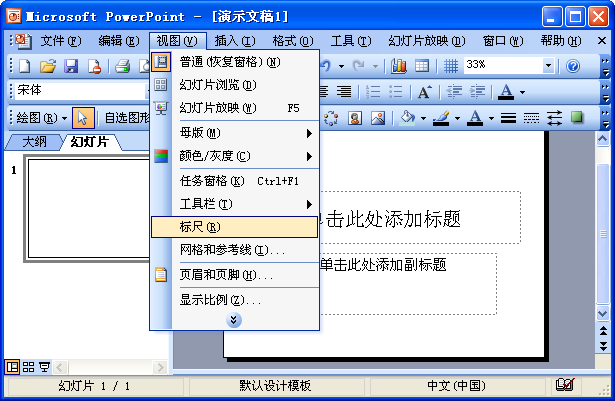 Microsoft PowerPoint - [演示文稿1]
文件(F) 编辑(E) 视图(V) 插入(I) 格式(O) 工具(T) 幻灯片放映(D) 窗口(W) 帮助(H)
33%
宋体
绘图(R) 自选图形
大纲 幻灯片
1
普通(恢复窗格)(N)
幻灯片浏览(D)
幻灯片放映(W) F5
母版(M)
颜色/灰度(C)
任务窗格(K) Ctrl+F1
工具栏(T)
标尺(R)
网格和参考线(I)...
页眉和页脚(H)...
显示比例(Z)...
单击此处添加标题
单击此处添加副标题
幻灯片 1 / 1 默认设计模板 中文(中国)